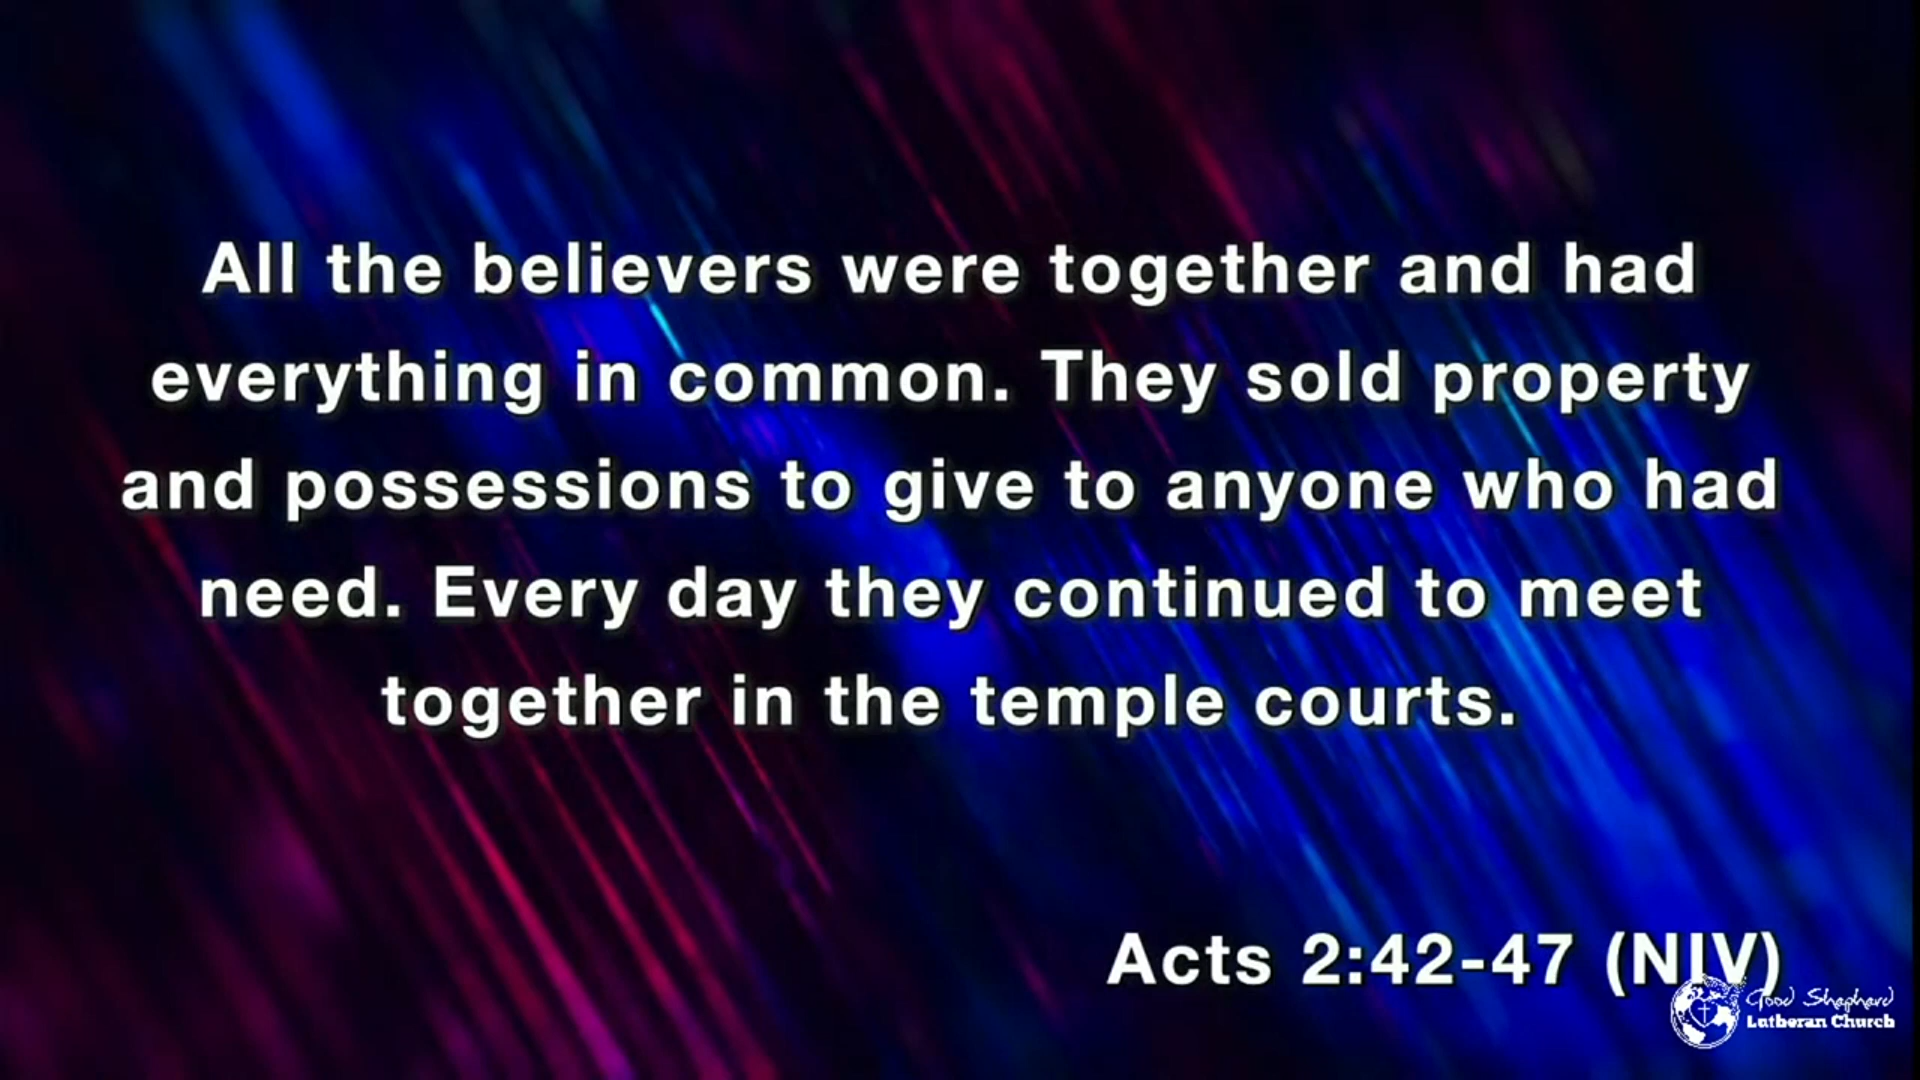 All the believers were together and had
everything in common. They sold property
and possessions to give to anyone who had
need. Every day they continued to meet
together in the temple courts.
Acts 2:42-47 (NIV)
Good Shepherd
Lutheran Church